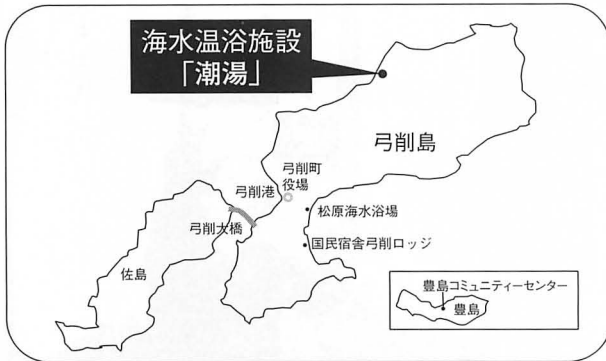 海水温浴施設
「潮湯」
弓削島
弓削町
役場
弓削港
松原海水浴場
弓削大橋
国民宿舎弓削ロッジ
佐島
豊島コミュニティーセンター
豊島